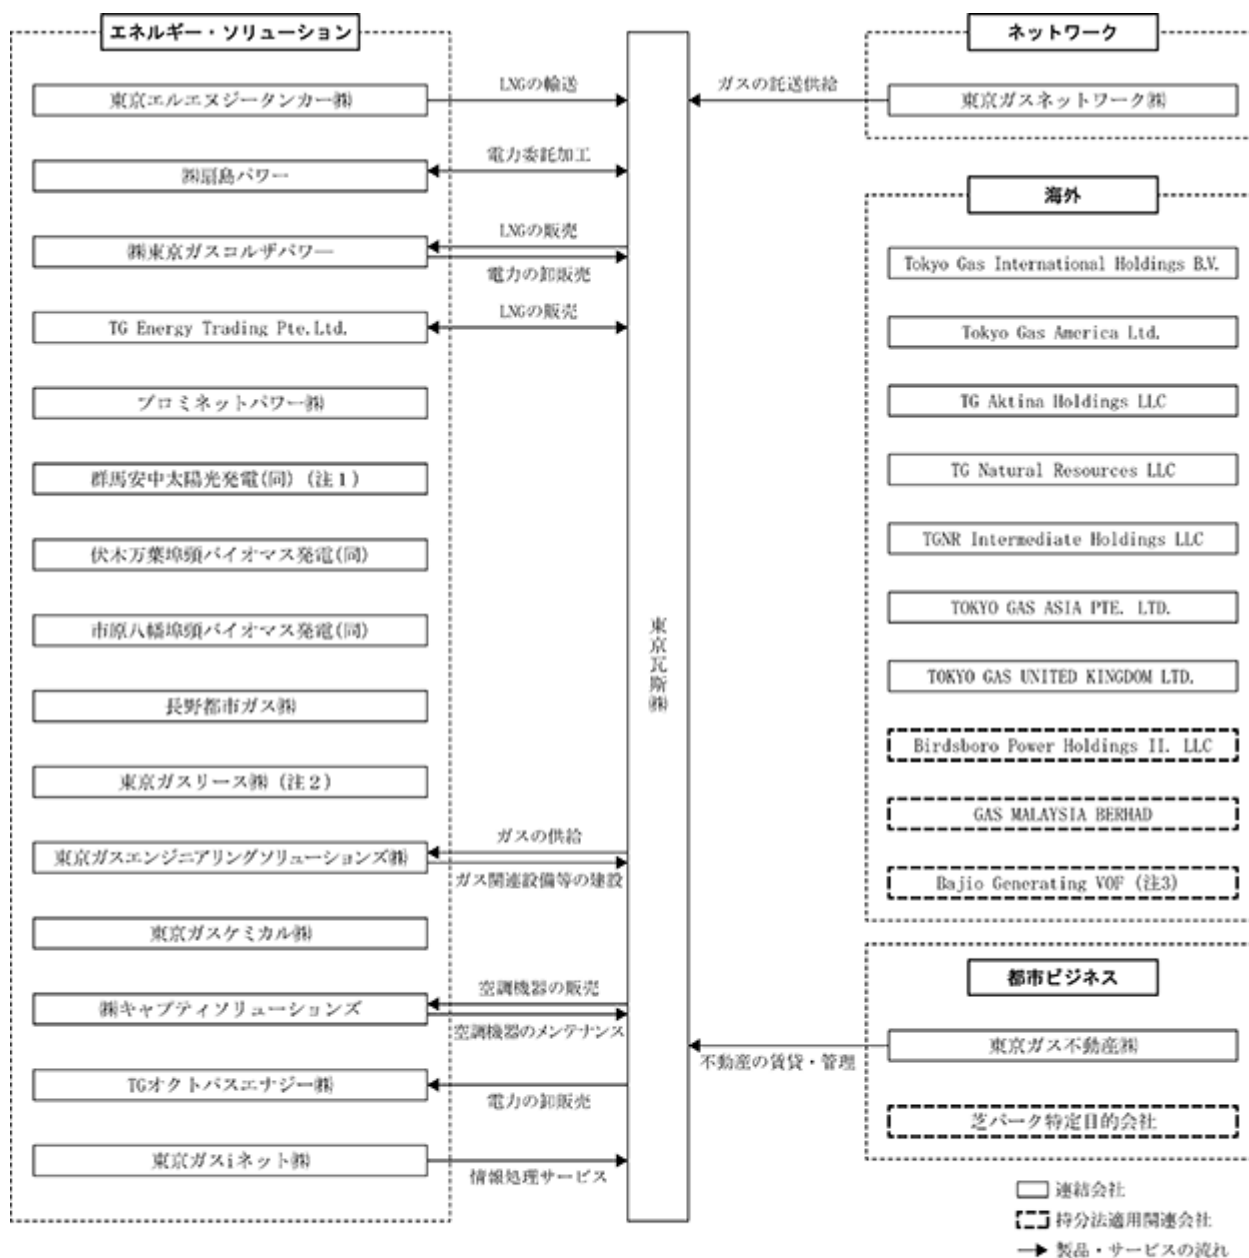 エネルギー・ソリューション
東京エルエヌジータンカー㈱
㈱扇島パワー
㈱東京ガスコルザパワー
TG Energy Trading Pte.Ltd.
プロミネットパワー㈱
群馬安中太陽光発電(同)(注1)
伏木万葉埠頭バイオマス発電(同)
市原八幡埠頭バイオマス発電(同)
長野都市ガス㈱
東京ガスリース㈱(注2)
東京ガスエンジニアリングソリューションズ㈱
東京ガスケミカル㈱
㈱キャプティソリューションズ
TGオクトパスエナジー㈱
東京ガスiネット㈱
LNGの輸送
電力委託加工
LNGの販売
電力の卸販売
LNGの販売
ガスの供給
ガス関連設備等の建設
空調機器の販売
空調機器のメンテナンス
電力の卸販売
情報処理サービス
東京瓦斯㈱
ガスの託送供給
不動産の賃貸・管理
ネットワーク
東京ガスネットワーク㈱
海外
Tokyo Gas International Holdings B.V.
Tokyo Gas America Ltd.
TG Aktina Holdings LLC
TG Natural Resources LLC
TGNR Intermediate Holdings LLC
TOKYO GAS ASIA PTE. LTD.
TOKYO GAS UNITED KINGDOM LTD.
Birdsboro Power Holdings II. LLC
GAS MALAYSIA BERHAD
Bajio Generating VOF (注3)
都市ビジネス
東京ガス不動産㈱
芝パーク特定目的会社
連結会社
持分法適用関連会社
製品・サービスの流れ